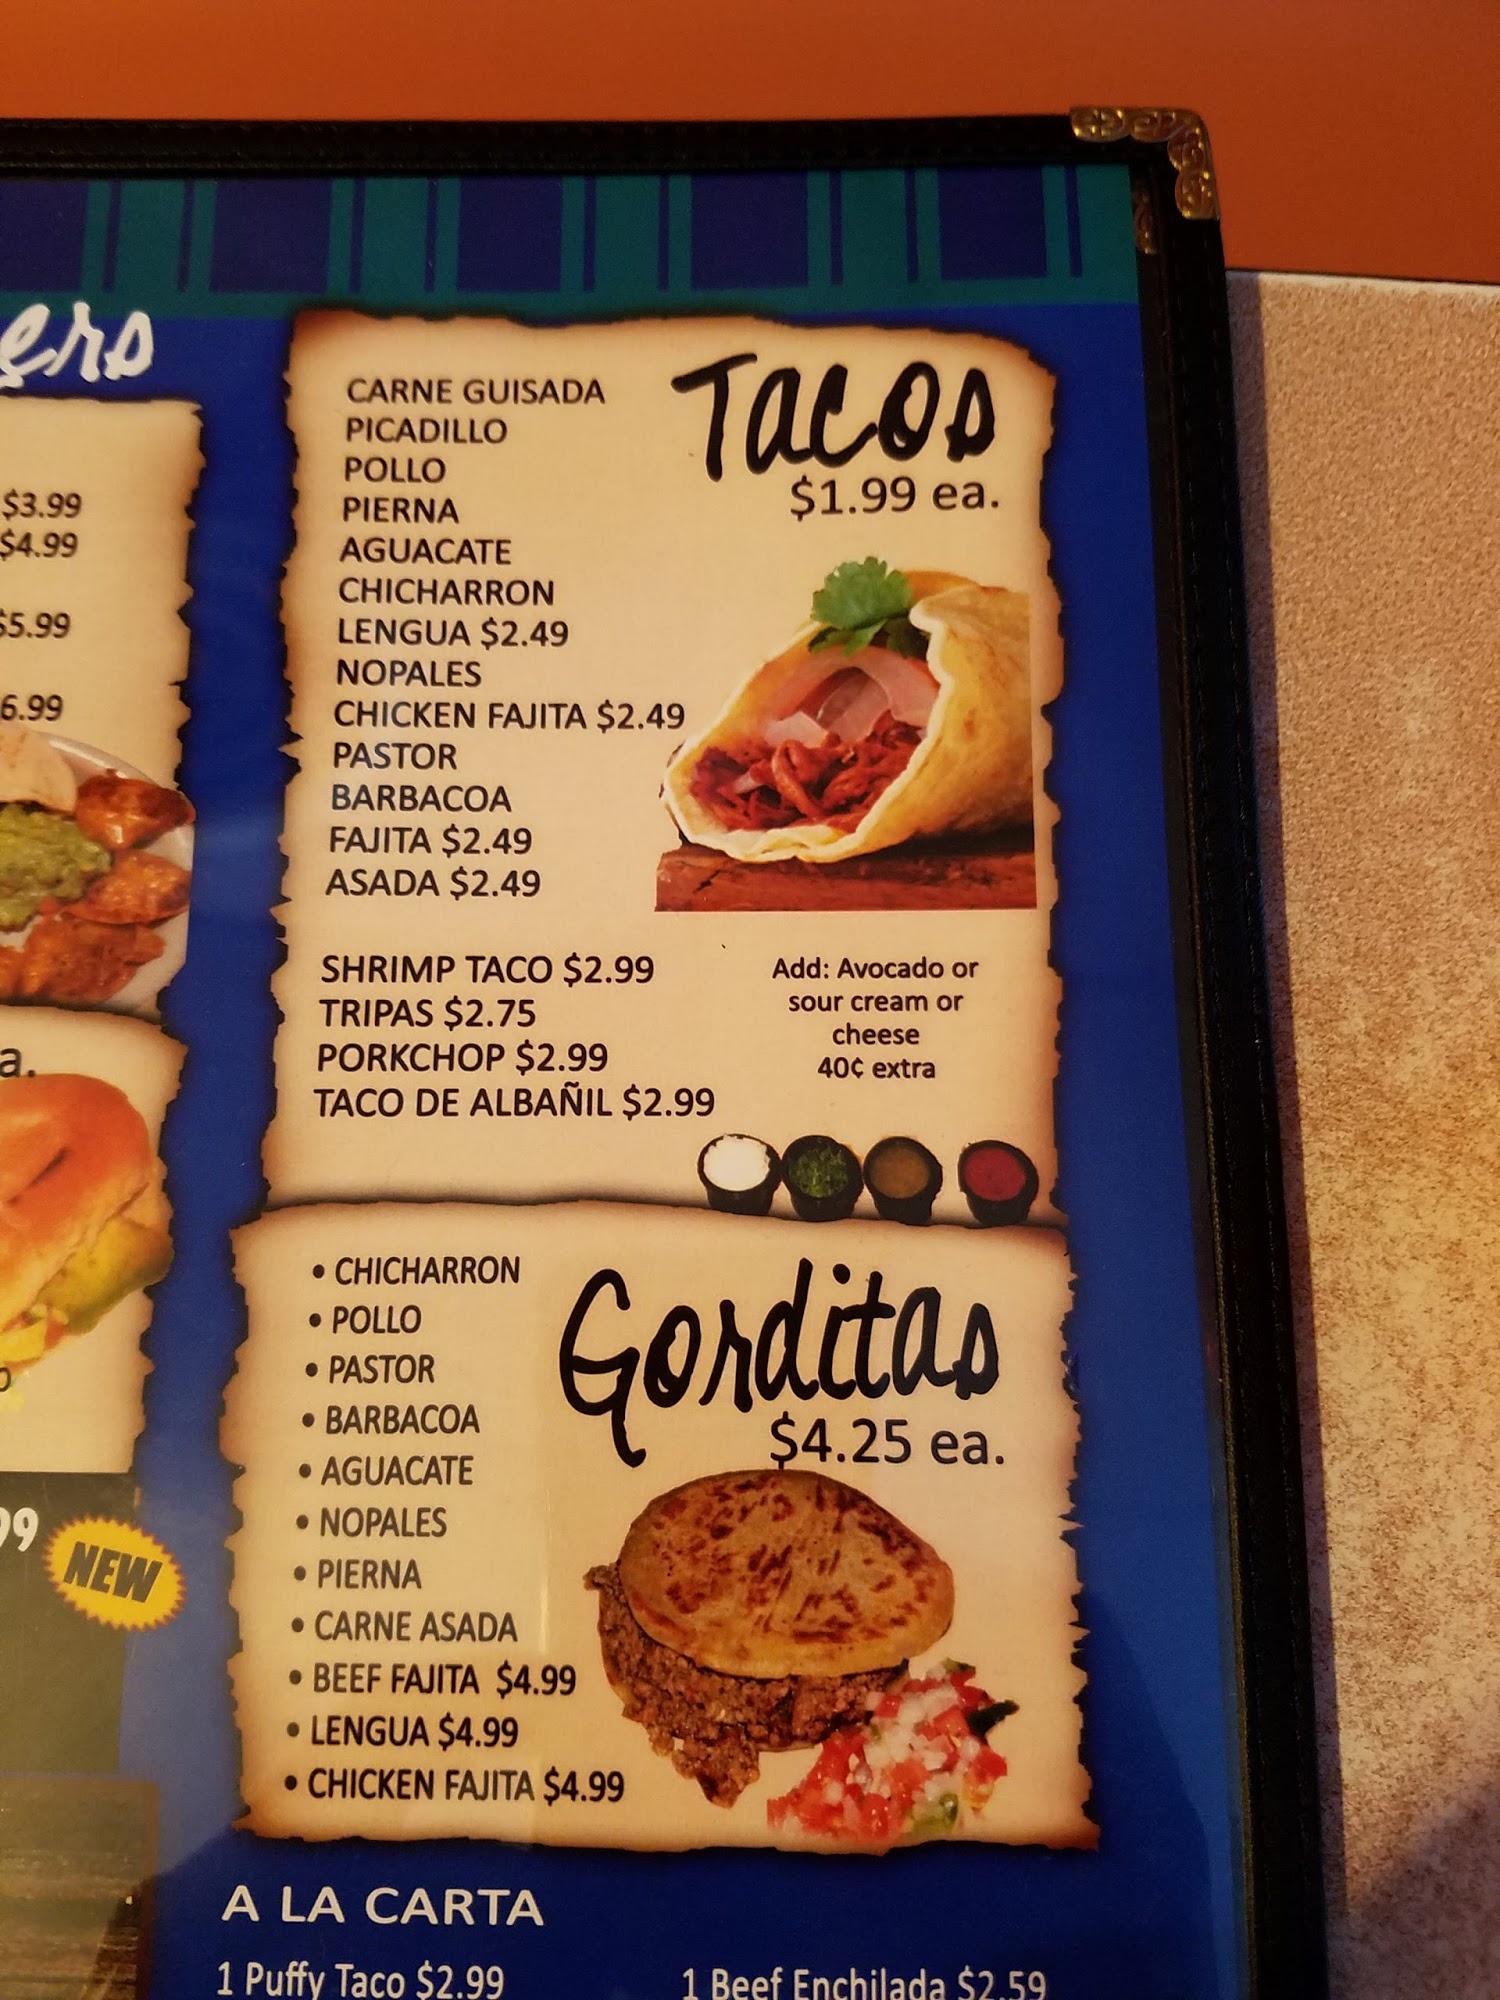 $3.99
$4.99
$5.99
6.99
a.
99
NEW
Tacos
$1.99 ea.
CARNE GUISADA
PICADILLO
POLLO
PIERNA
AGUACATE
CHICHARRON
LENGUA $2.49
NOPALES
CHICKEN FAJITA $2.49
PASTOR
BARBACOA
FAJITA $2.49
ASADA $2.49
SHRIMP TACO $2.99
TRIPAS $2.75
PORKCHOP $2.99
TACO DE ALBAÑIL $2.99
Add: Avocado or
sour cream or
cheese
40¢ extra
Gorditas
$4.25 ea.
• CHICHARRON
• POLLO
• PASTOR
• BARBACOA
• AGUACATE
• NOPALES
• PIERNA
• CARNE ASADA
• BEEF FAJITA $4.99
• LENGUA $4.99
• CHICKEN FAJITA $4.99
A LA CARTA
1 Puffy Taco $2.99
1 Beef Enchilada $2.59